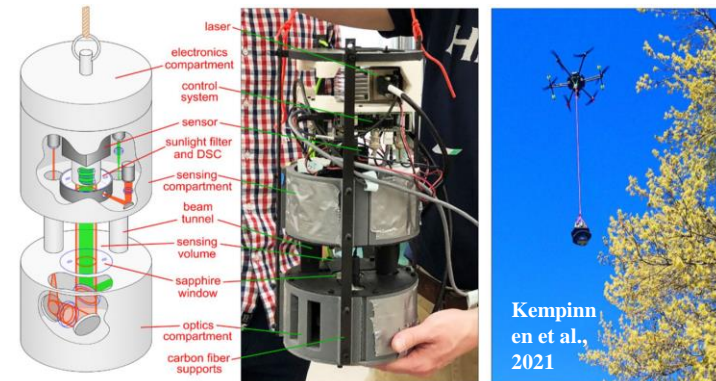 laser
electronics
compartment
control
system
sensor
sunlight filter
and DSC
sensing
compartment
beam
tunnel
sensing
volume
sapphire
window
optics
compartment
carbon fiber
supports
H
Kempinn
en et al.,
2021